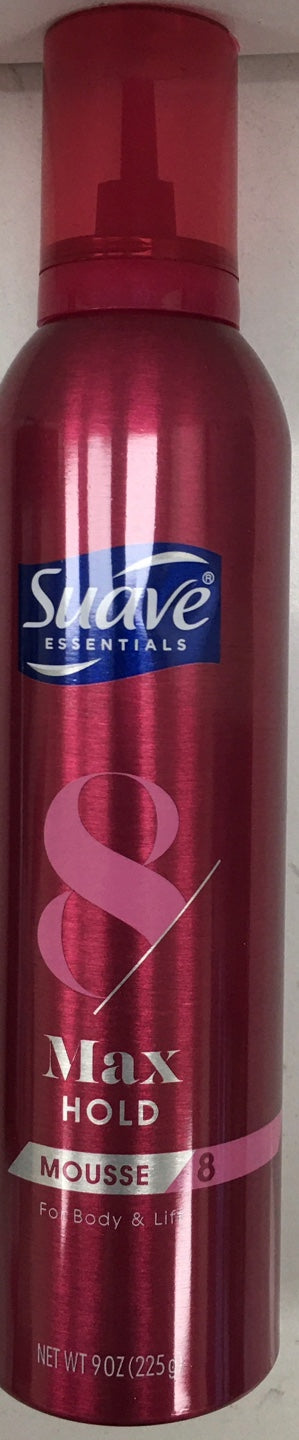 Suave®
ESSENTIALS
8
Max
HOLD
MOUSSE 8
For Body & Lift
NET WT 9 OZ (225g)